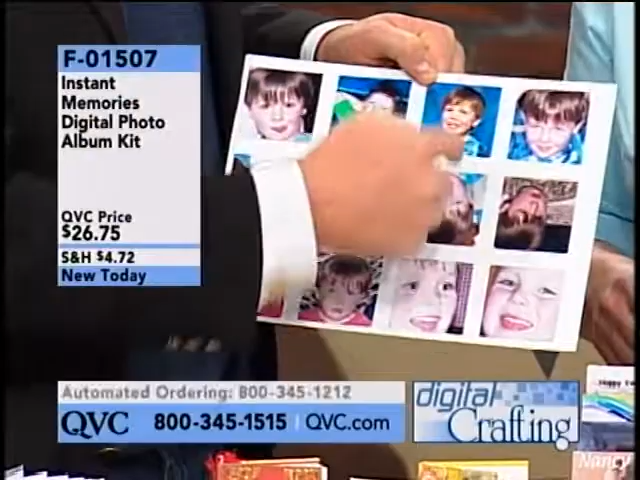 F-01507
Instant
Memories
Digital Photo
Album Kit
QVC Price
$26.75
S&H $4.72
New Today
Automated Ordering: 800-345-1212
QVC 800-345-1515 | QVC.com
digital
Crafting
Nancy